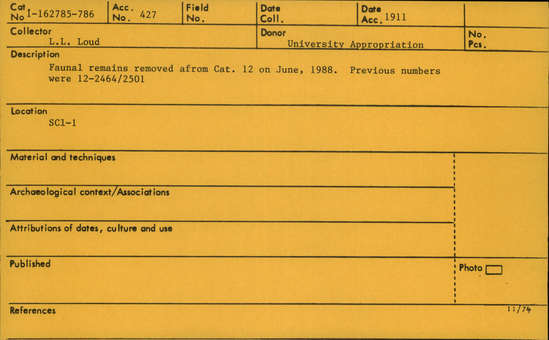 Cat. No. 1-162785-786 Acc. No. 427 Field No. Date Coll. Date Acc. 1911
Collector L.L. Loud Donor University Appropriation No. Pcs.
Description
Faunal remains removed afrom Cat. 12 on June, 1988. Previous numbers
were 12-2464/2501
Location
SCl-1
Material and techniques
Archaeological context/Associations
Attributions of dates, culture and use
Published Photo
References 11/74